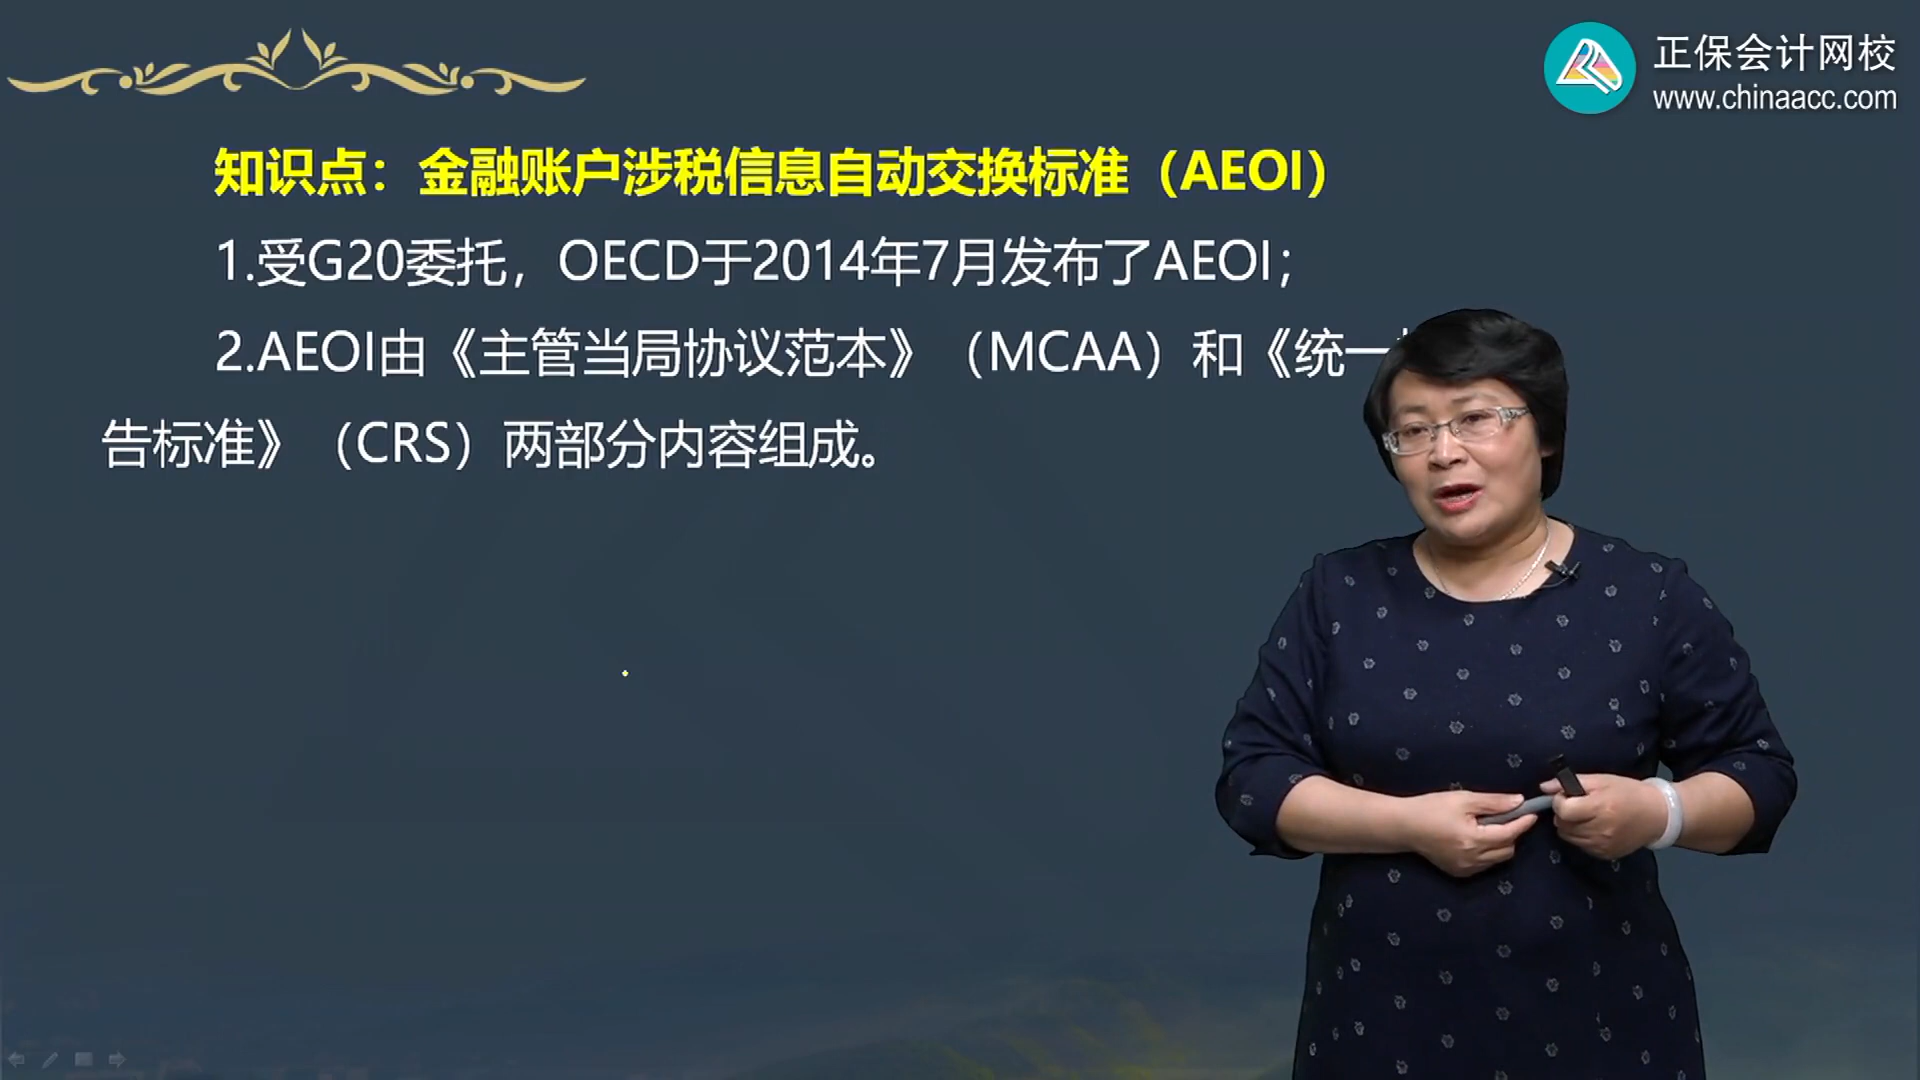 正保会计网校
www.chinaacc.com
知识点：金融账户涉税信息自动交换标准（AEOI）
1.受G20委托，OECD于2014年7月发布了AEOI；
2.AEOI由《主管当局协议范本》（MCAA）和《统一
告标准》（CRS）两部分内容组成。